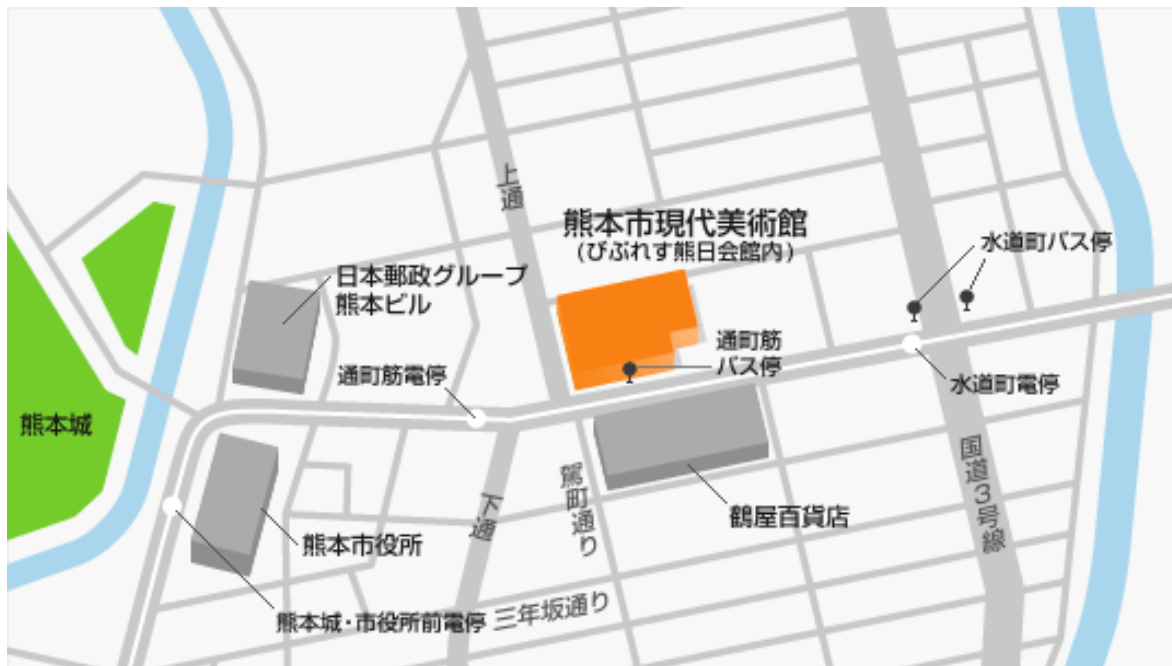 上通
熊本市現代美術館
(びぷれす熊日会館内)
水道町バス停
日本郵政グループ
熊本ビル
通町筋
バス停
通町筋電停
水道町電停
熊本城
国道3号線
駕町通り
下通
鶴屋百貨店
熊本市役所
三年坂通り
熊本城・市役所前電停